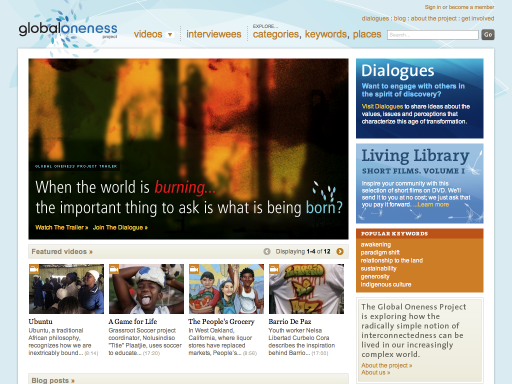 Sign in or become a member
dialogues : blog : about the project : get involved
globaloneness
project
videos
interviewees
EXPLORE...
categories, keywords, places
Search...
Go
GLOBAL ONENESS PROJECT TRAILER
When the world is burning...
the important thing to ask is what is being born?
Watch The Trailer » Join The Dialogue »
Dialogues
Want to engage with others in
the spirit of discovery?
Visit Dialogues to share ideas about the
values, issues and perceptions that
characterize this age of transformation.
Living Library
SHORT FILMS. VOLUME I
Inspire your community with this
selection of short films on DVD. We'll
send it to you at no cost; we just ask that
you pay it forward. ...Learn more
POPULAR KEYWORDS
awakening
paradigm shift
relationship to the land
sustainability
generosity
indigenous culture
Featured videos »
Displaying 1-4 of 12
Ubuntu
Ubuntu, a traditional
African philosophy,
recognizes how we are
inextricably bound... (8:14)
A Game for Life
Grassroot Soccer project
coordinator, Nolusindiso
"Titie" Plaatjie, uses soccer
to educate... (17:20)
The People's Grocery
In West Oakland,
California, where liquor
stores have replaced
markets, People's... (8:50)
Barrio De Paz
Youth worker Nelsa
Libertad Curbelo Cora
describes the inspiration
behind Barrio... (20:00)
The Global Oneness Project
is exploring how the
radically simple notion of
interconnectedness can be
lived in our increasingly
complex world.
About the project »
About us »
Blog posts »